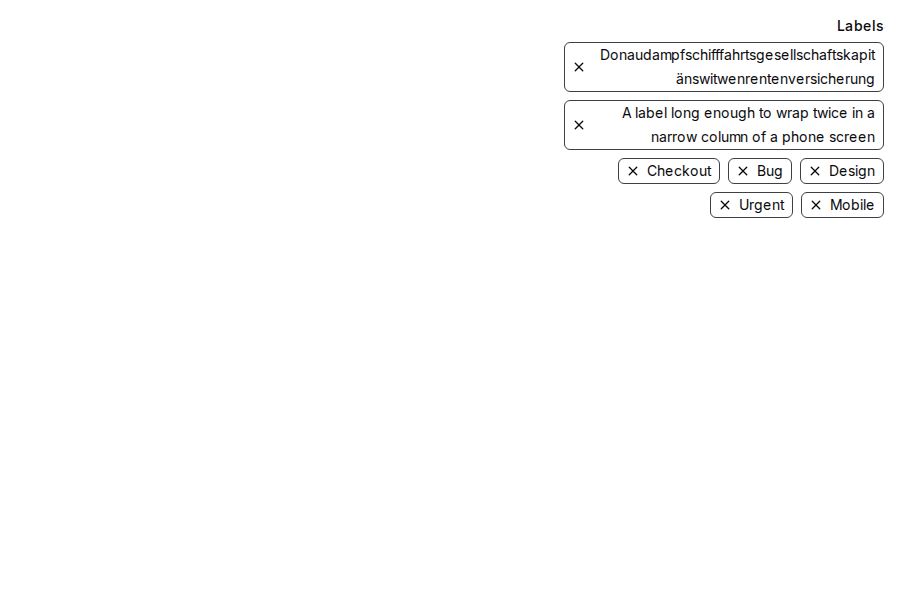 Labels
Donaudampfschifffahrtsgesellschaftskapit
änswitwenrentenversicherung
A label long enough to wrap twice in a
narrow column of a phone screen
Design Bug Checkout
Mobile Urgent